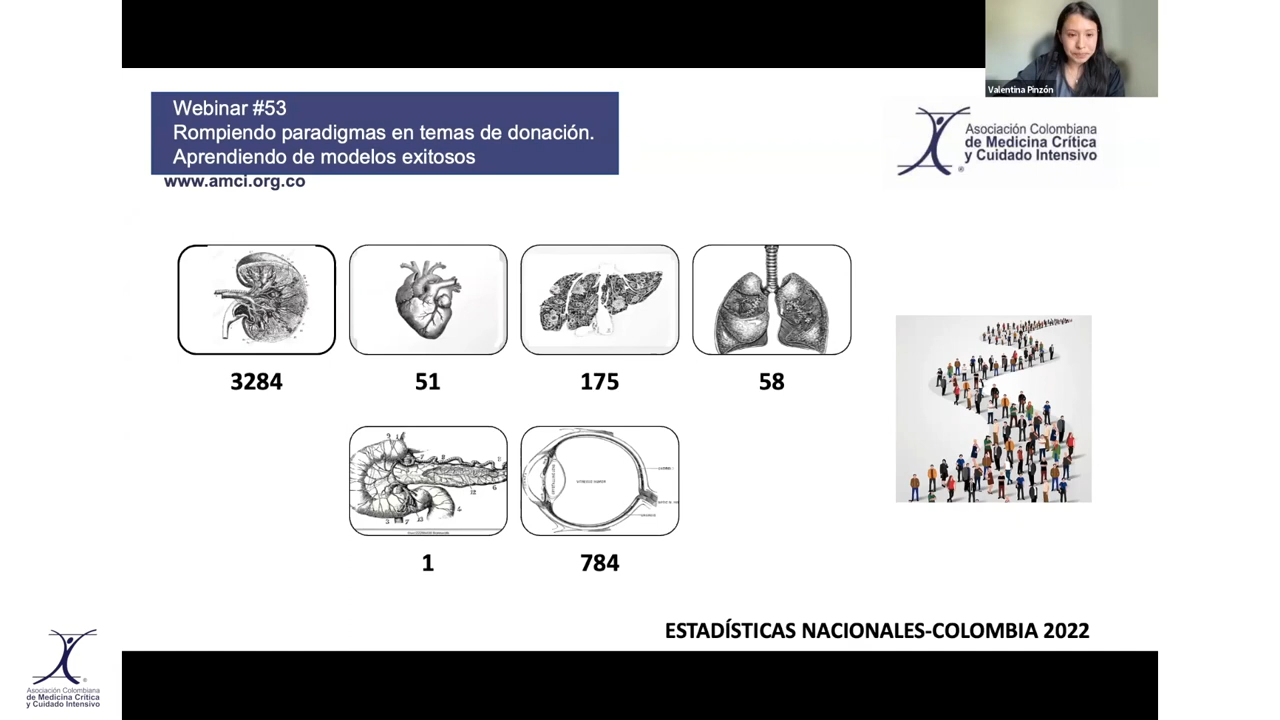 Valentina Pinzón
Webinar #53
Rompiendo paradigmas en temas de donación.
Aprendiendo de modelos exitosos
www.amci.org.co
Asociación Colombiana
de Medicina Crítica
y Cuidado Intensivo
®
3284
51
175
58
1
784
ESTADÍSTICAS NACIONALES-COLOMBIA 2022
®
Asociación Colombiana
de Medicina Crítica
y Cuidado Intensivo